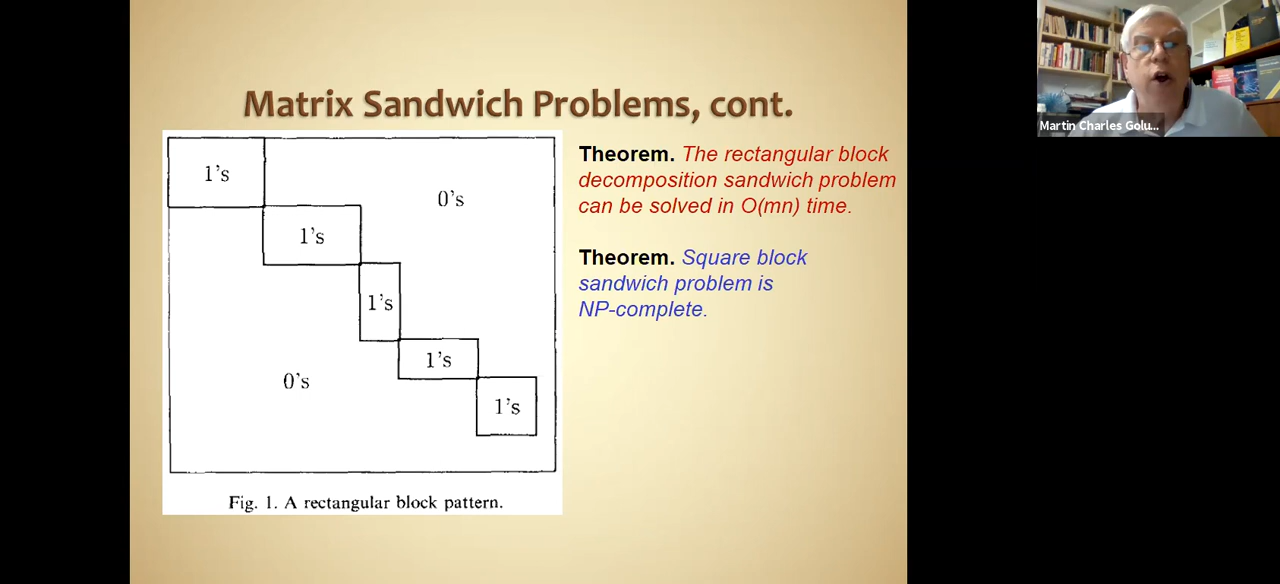 Matrix Sandwich Problems, cont.
1's
0's
1's
1's
1's
0's
1's
Fig. 1. A rectangular block pattern.
Theorem. The rectangular block
decomposition sandwich problem
can be solved in O(mn) time.
Theorem. Square block
sandwich problem is
NP-complete.
Martin Charles Golu...